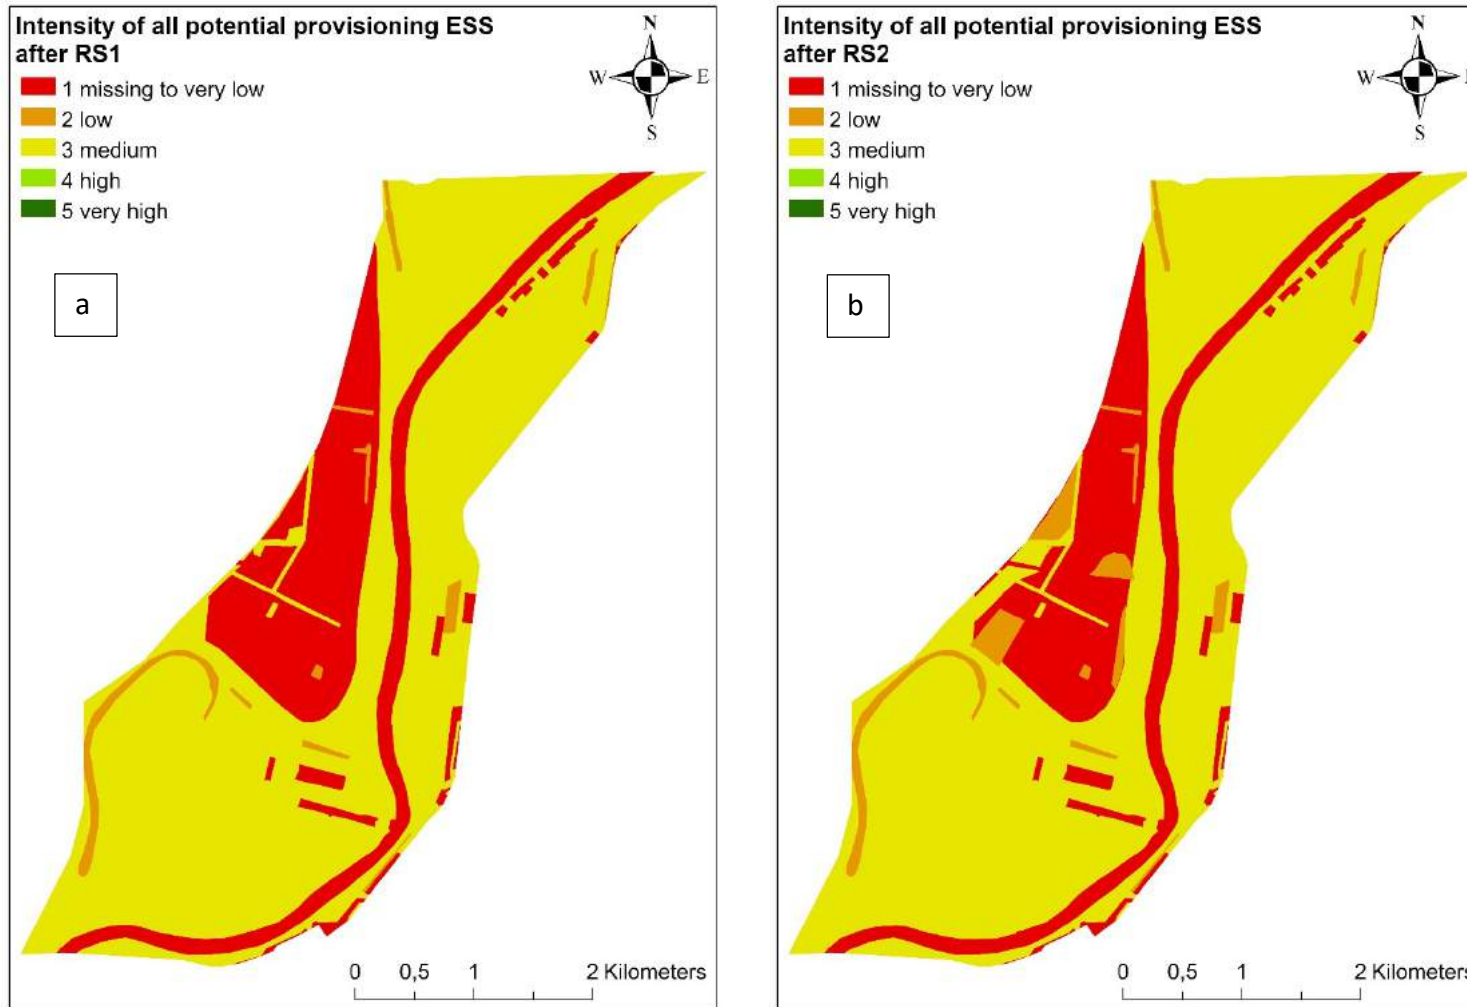 Intensity of all potential provisioning ESS
after RS1
N
W E
S
1 missing to very low
2 low
3 medium
4 high
5 very high
a
0 0,5 1 2 Kilometers
Intensity of all potential provisioning ESS
after RS2
N
W
S
1 missing to very low
2 low
3 medium
4 high
5 very high
b
0 0,5 1 2 Kilometers